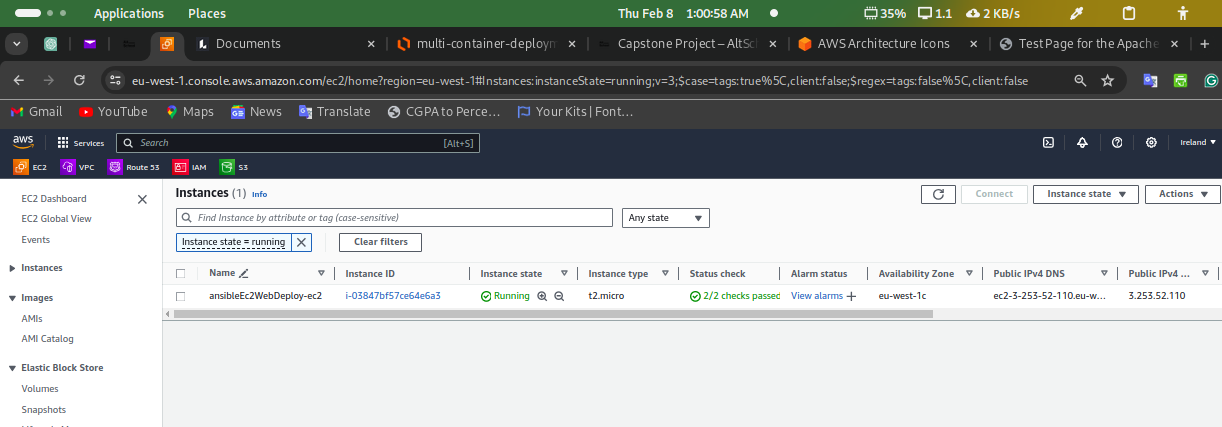 Applications Places Thu Feb 8 1:00:58 AM 35% 1.1 2 KB/s
Documents multi-container-deploym Capstone Project – AltSch AWS Architecture Icons Test Page for the Apache
eu-west-1.console.aws.amazon.com/ec2/home?region=eu-west-1#Instances:instanceState=running;v=3;$case=tags:true%5C,client:false;$regex=tags:false%5C,client:false
Gmail YouTube Maps News Translate CGPA to Perce... Your Kits | Font...
aws Services Search [Alt+S] Ireland
EC2 VPC Route 53 IAM S3
EC2 Dashboard
EC2 Global View
Events
Instances
Images
AMIs
AMI Catalog
Elastic Block Store
Volumes
Snapshots
Instances (1) Info Connect Instance state Actions
Find Instance by attribute or tag (case-sensitive) Any state
Instance state = running Clear filters
Name Instance ID Instance state Instance type Status check Alarm status Availability Zone Public IPv4 DNS Public IPv4 ...
ansibleEc2WebDeploy-ec2 i-03847bf57ce64e6a3 Running t2.micro 2/2 checks passed View alarms eu-west-1c ec2-3-253-52-110.eu-w... 3.253.52.110